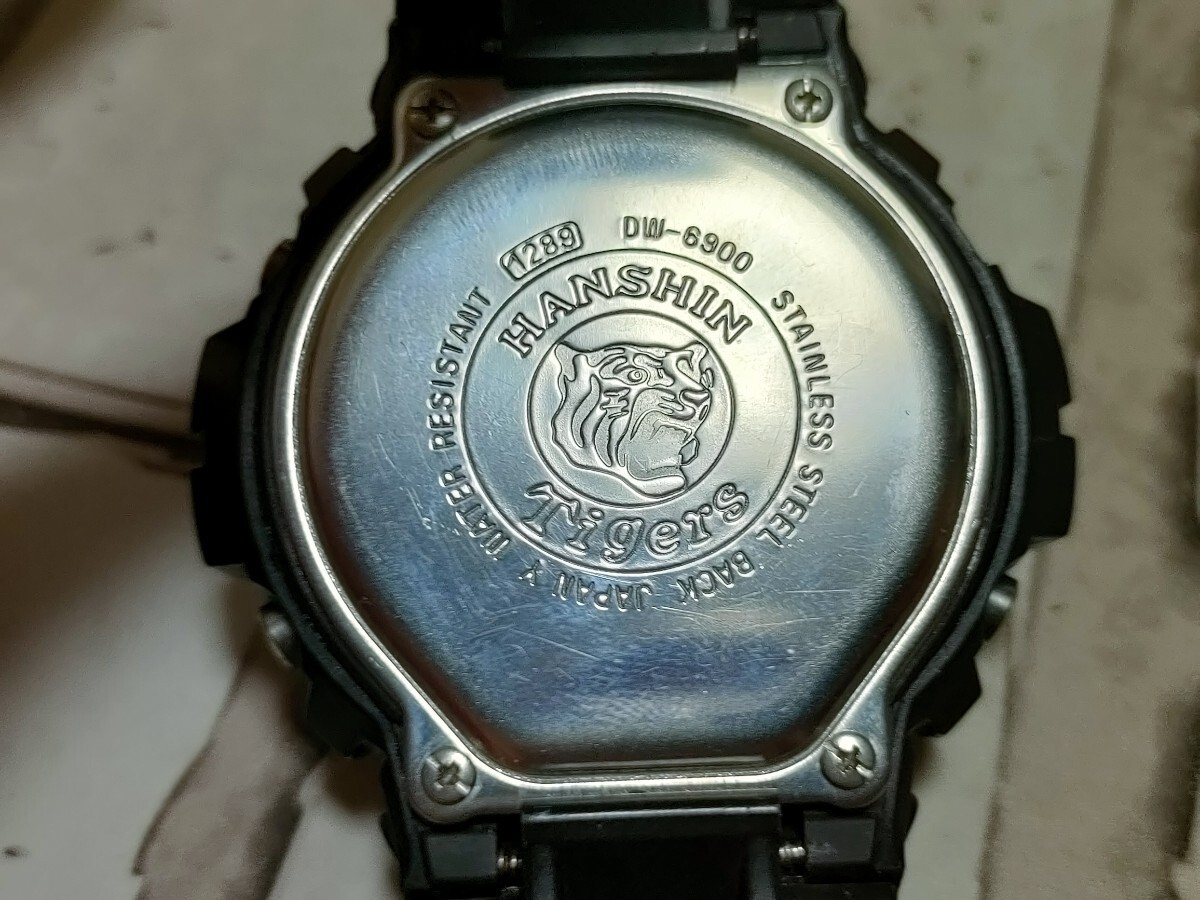 1289 DW-6900
STAINLESS STEEL BACK JAPAN Y WATER RESISTANT
HANSHIN
Tigers